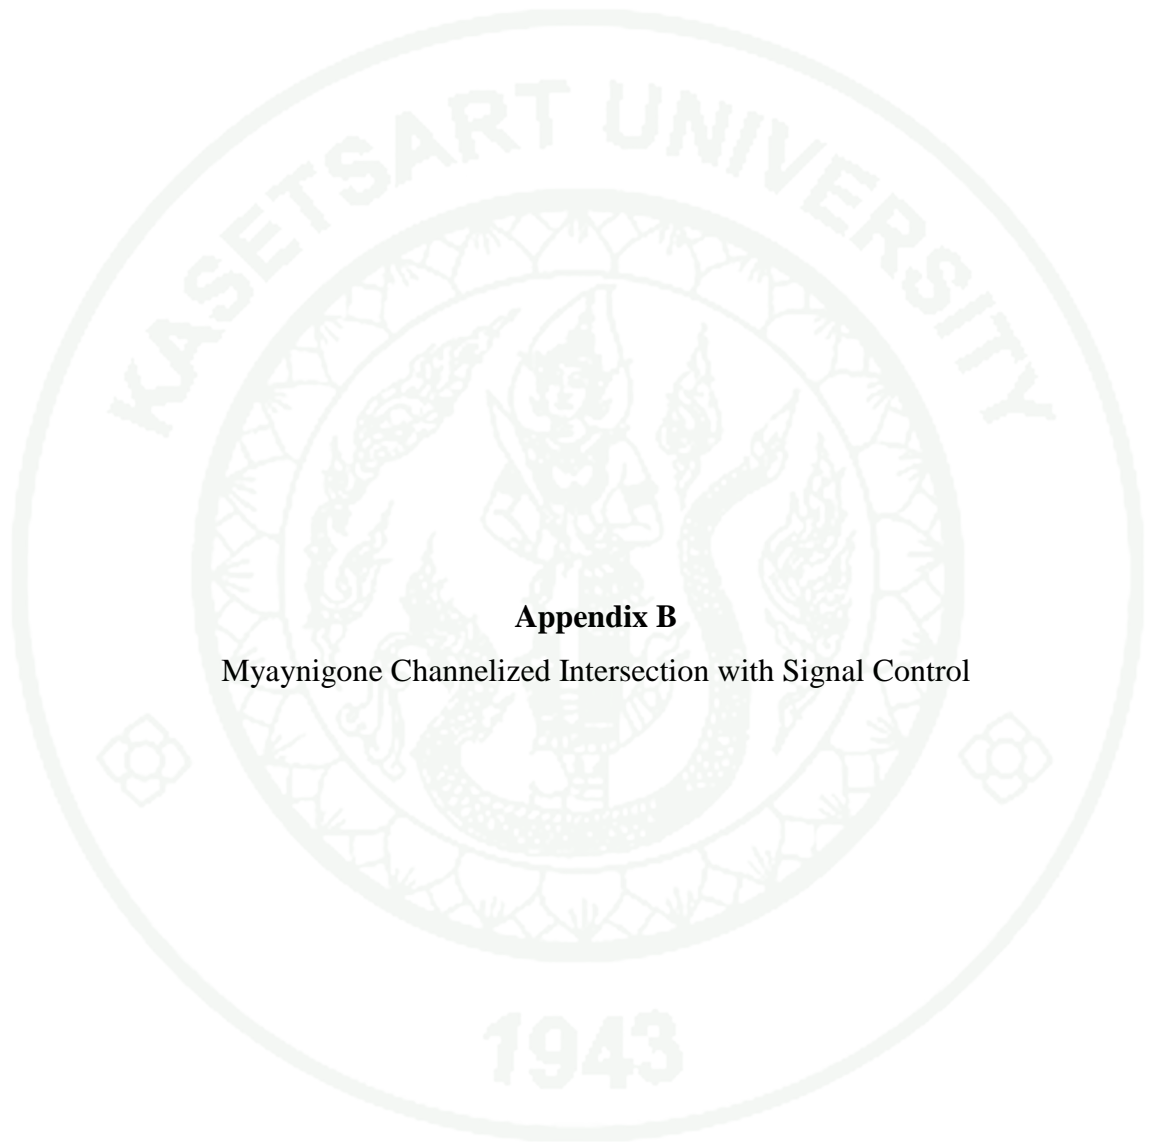 KASETSART UNIVERSITY
Appendix B
Myaynigone Channelized Intersection with Signal Control
1943